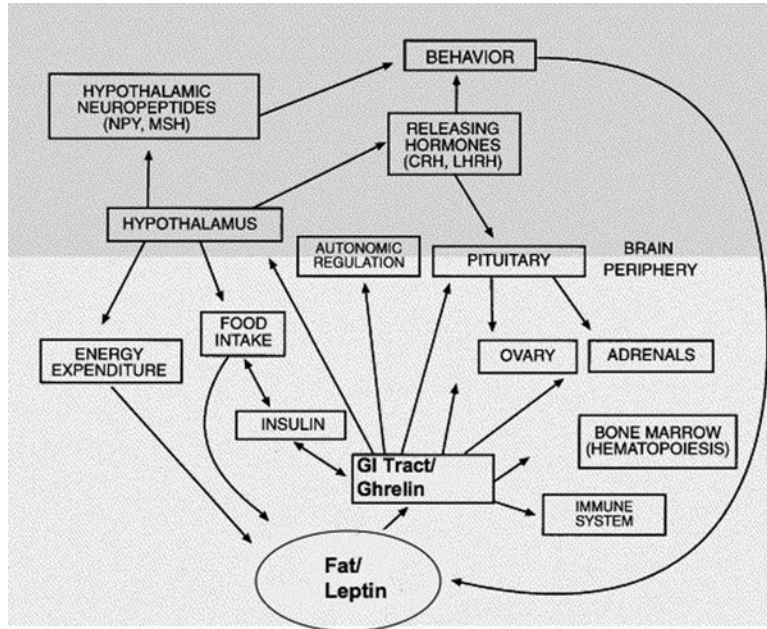 BEHAVIOR
HYPOTHALAMIC
NEUROPEPTIDES
(NPY, MSH)
RELEASING
HORMONES
(CRH, LHRH)
HYPOTHALAMUS
AUTONOMIC
REGULATION
PITUITARY
BRAIN
PERIPHERY
FOOD
INTAKE
ENERGY
EXPENDITURE
OVARY
ADRENALS
INSULIN
BONE MARROW
(HEMATOPOIESIS)
GI Tract/
Ghrelin
IMMUNE
SYSTEM
Fat/
Leptin